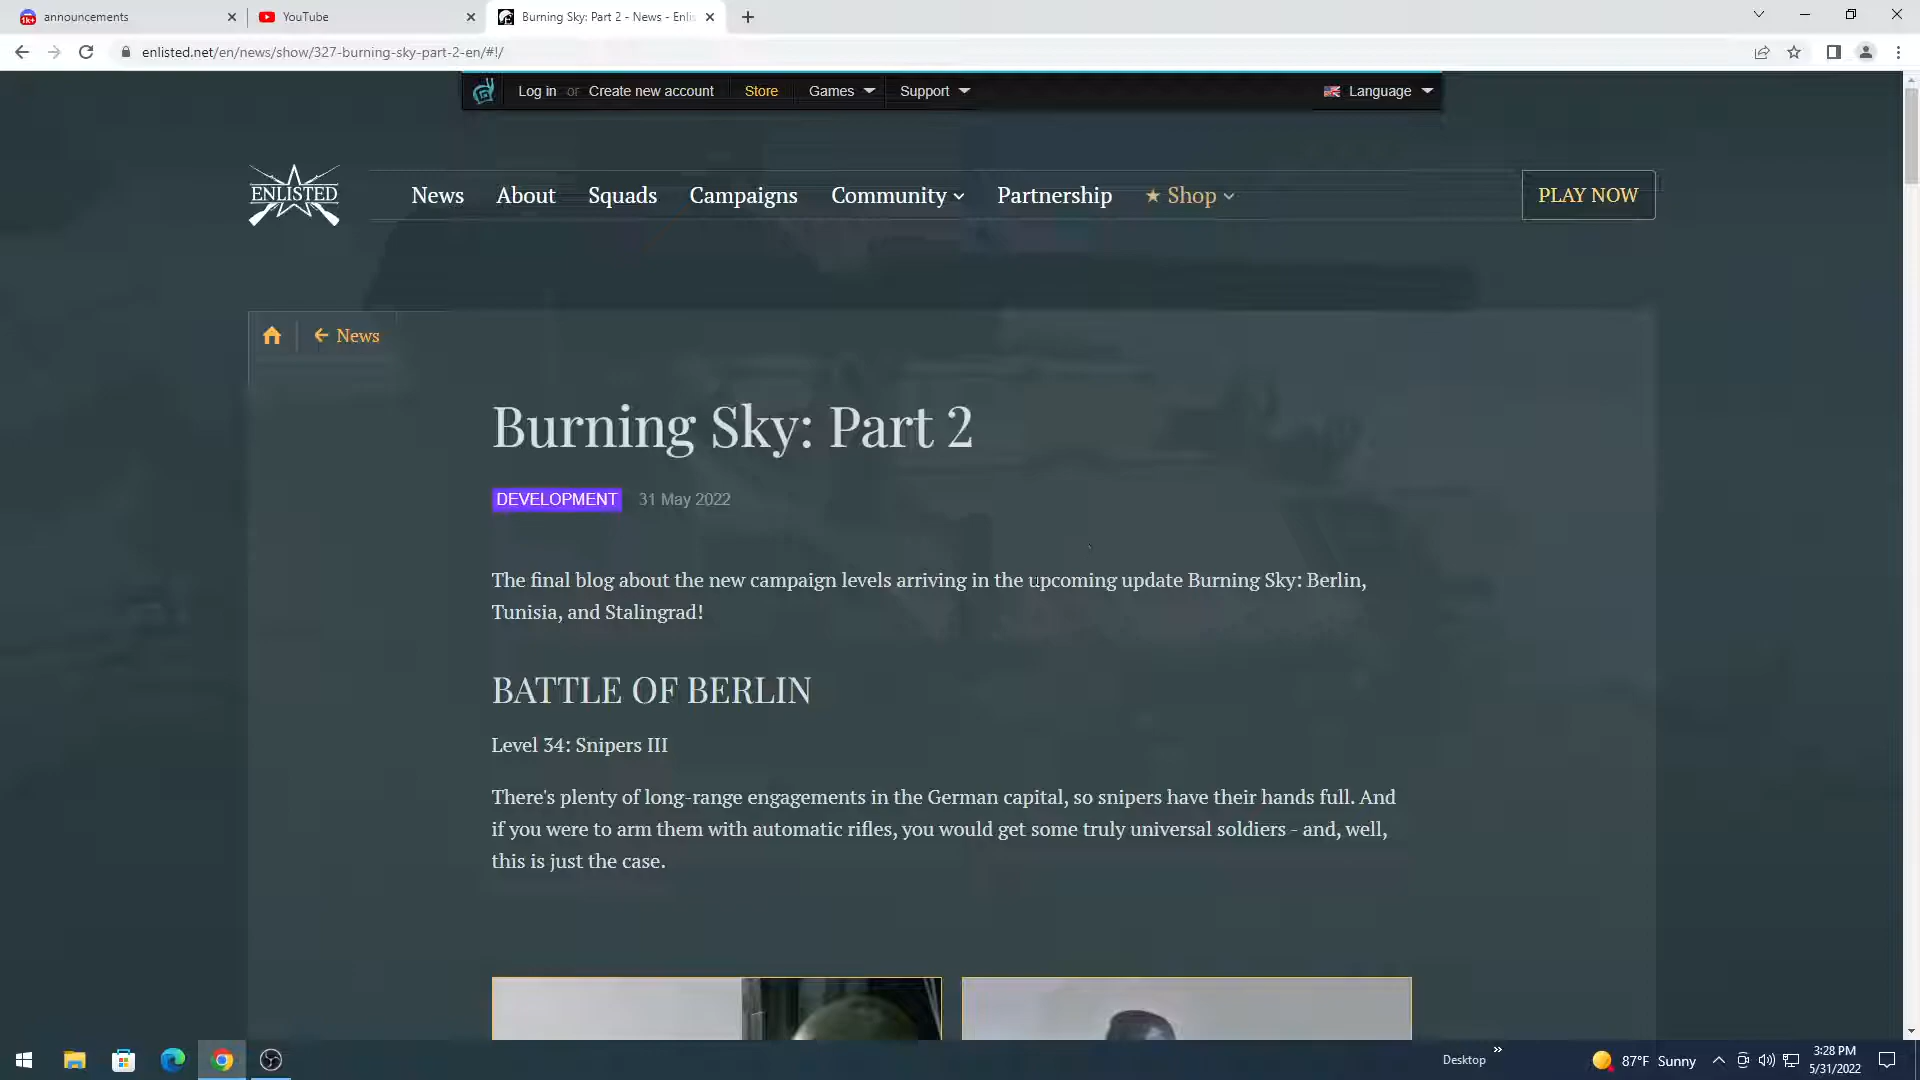 1k+ announcements
YouTube
Burning Sky: Part 2 - News - Enlis
enlisted.net/en/news/show/327-burning-sky-part-2-en/#!/
Log in or Create new account
Store
Games
Support
Language
ENLISTED
News
About
Squads
Campaigns
Community
Partnership
★ Shop
PLAY NOW
← News
Burning Sky: Part 2
DEVELOPMENT
31 May 2022
The final blog about the new campaign levels arriving in the upcoming update Burning Sky: Berlin,
Tunisia, and Stalingrad!
BATTLE OF BERLIN
Level 34: Snipers III
There's plenty of long-range engagements in the German capital, so snipers have their hands full. And
if you were to arm them with automatic rifles, you would get some truly universal soldiers - and, well,
this is just the case.
Desktop »
87°F Sunny
3:28 PM
5/31/2022